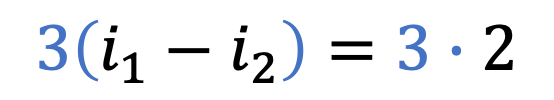 3(i₁ − i₂) = 3 · 2